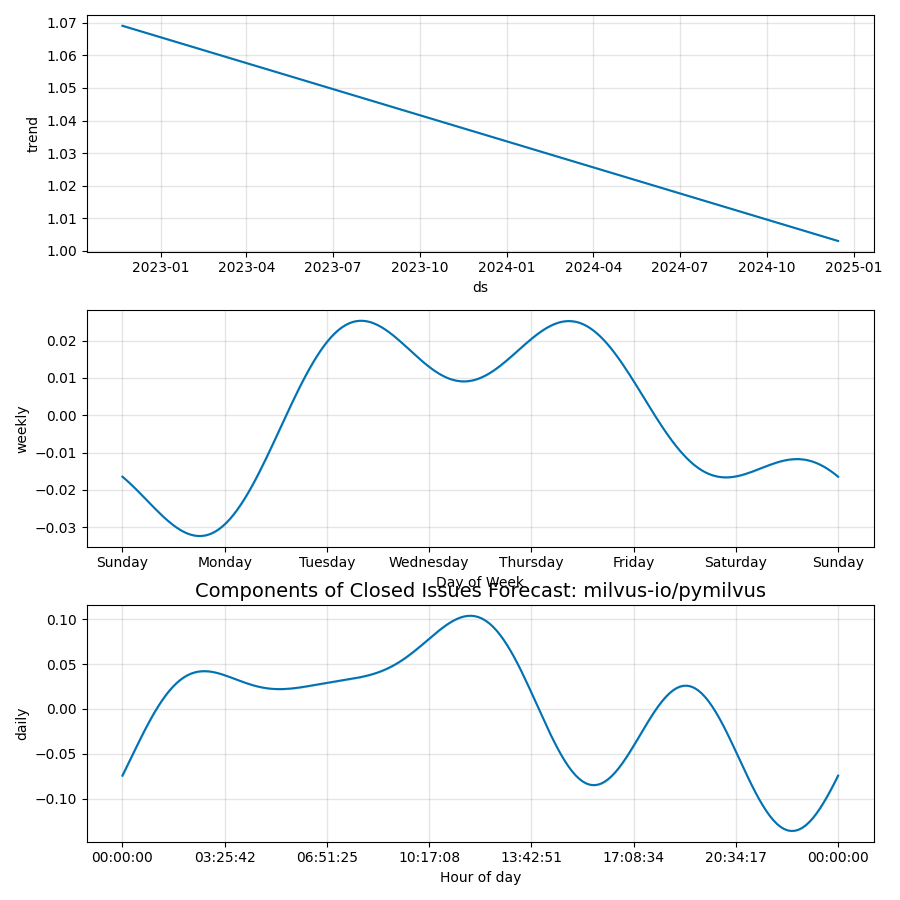 1.07
1.06
1.05
1.04
1.03
1.02
1.01
1.00
trend
2023-01 2023-04 2023-07 2023-10 2024-01 2024-04 2024-07 2024-10 2025-01
ds
0.02
0.01
0.00
−0.01
−0.02
−0.03
weekly
Sunday Monday Tuesday Wednesday Thursday Friday Saturday Sunday
Day of Week
Components of Closed Issues Forecast: milvus-io/pymilvus
0.10
0.05
0.00
−0.05
−0.10
daily
00:00:00 03:25:42 06:51:25 10:17:08 13:42:51 17:08:34 20:34:17 00:00:00
Hour of day